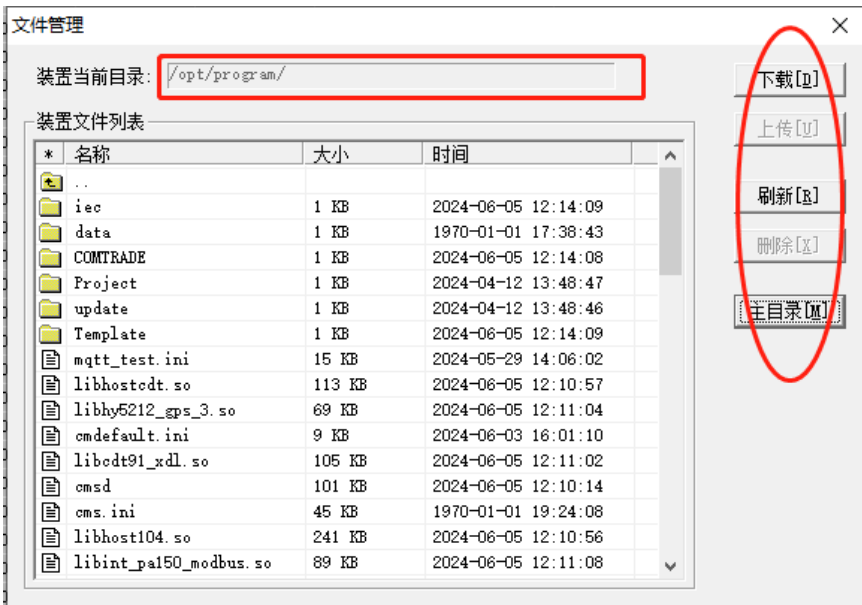 文件管理
装置当前目录: /opt/program/
下载[D]
装置文件列表
上传[U]
* 名称 大小 时间
..
iec 1 KB 2024-06-05 12:14:09
刷新[R]
data 1 KB 1970-01-01 17:38:43
COMTRADE 1 KB 2024-06-05 12:14:08
删除[X]
Project 1 KB 2024-04-12 13:48:47
update 1 KB 2024-04-12 13:48:46
主目录[M]
Template 1 KB 2024-06-05 12:14:09
mqtt_test.ini 15 KB 2024-05-29 14:06:02
libhostcdt.so 113 KB 2024-06-05 12:10:57
libhy5212_gps_3.so 69 KB 2024-06-05 12:11:04
cmdefault.ini 9 KB 2024-06-03 16:01:10
libcdt91_xdl.so 105 KB 2024-06-05 12:11:02
cmsd 101 KB 2024-06-05 12:10:14
cms.ini 45 KB 1970-01-01 19:24:08
libhost104.so 241 KB 2024-06-05 12:10:56
libint_pa150_modbus.so 89 KB 2024-06-05 12:11:08